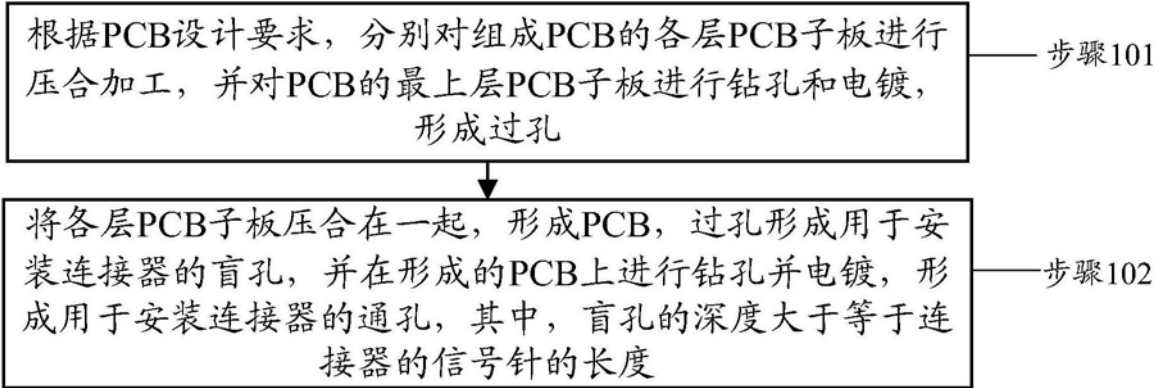 根据PCB设计要求，分别对组成PCB的各层PCB子板进行
压合加工，并对PCB的最上层PCB子板进行钻孔和电镀，
形成过孔
步骤101
将各层PCB子板压合在一起，形成PCB，过孔形成用于安
装连接器的盲孔，并在形成的PCB上进行钻孔并电镀，形
成用于安装连接器的通孔，其中，盲孔的深度大于等于连
接器的信号针的长度
步骤102